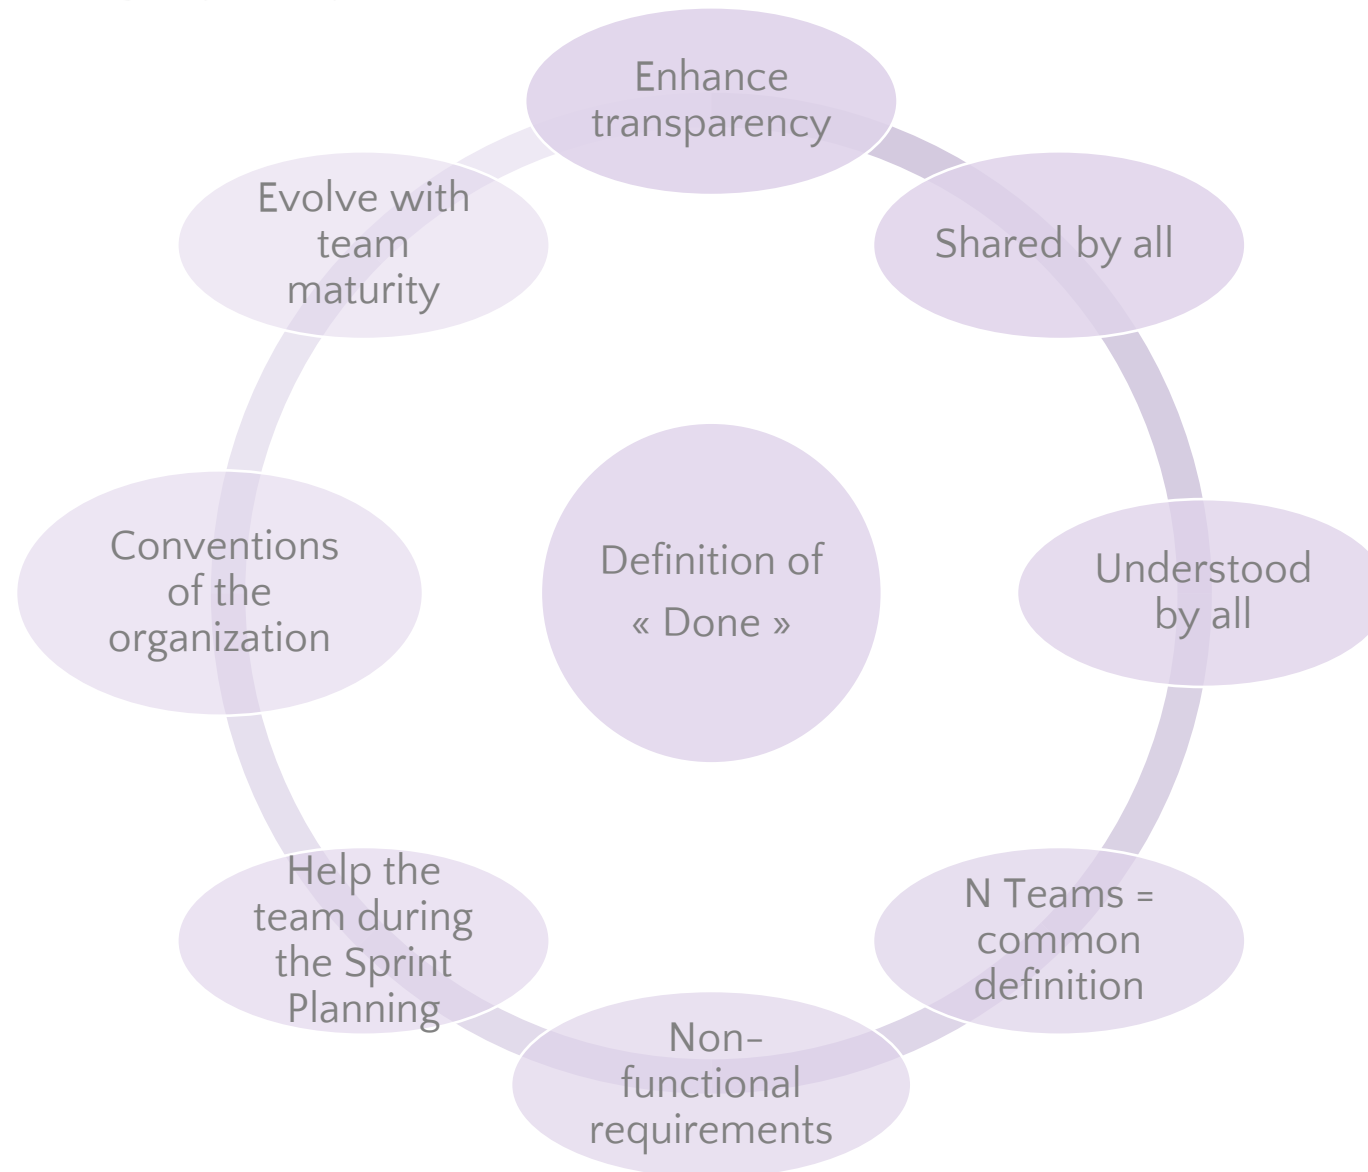 Enhance
transparency
Shared by all
Understood
by all
N Teams =
common
definition
Non-
functional
requirements
Help the
team during
the Sprint
Planning
Conventions
of the
organization
Evolve with
team
maturity
Definition of
« Done »